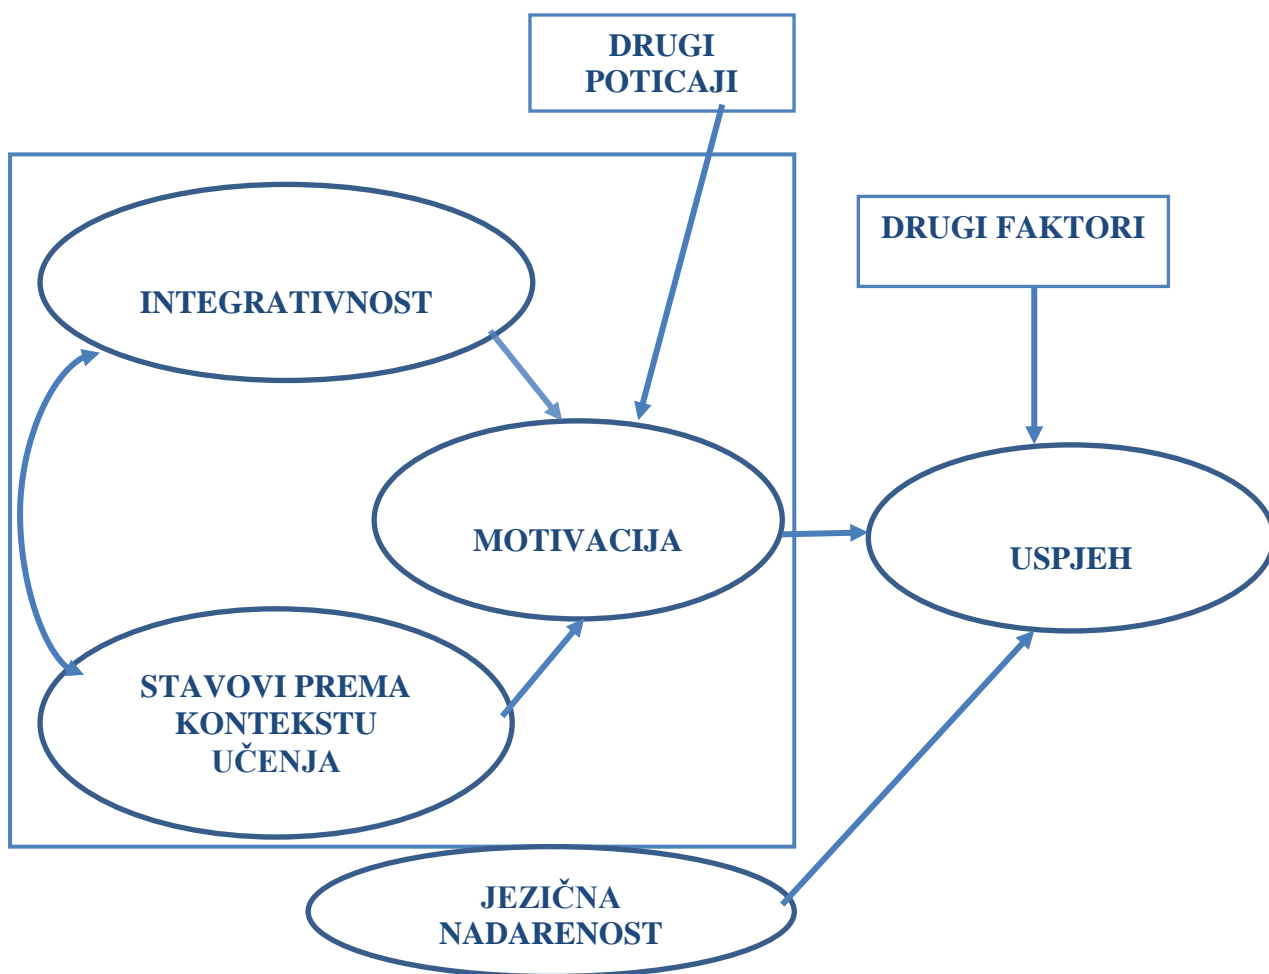 DRUGI
POTICAJI
DRUGI FAKTORI
INTEGRATIVNOST
MOTIVACIJA
USPJEH
STAVOVI PREMA
KONTEKSTU
UČENJA
JEZIČNA
NADARENOST